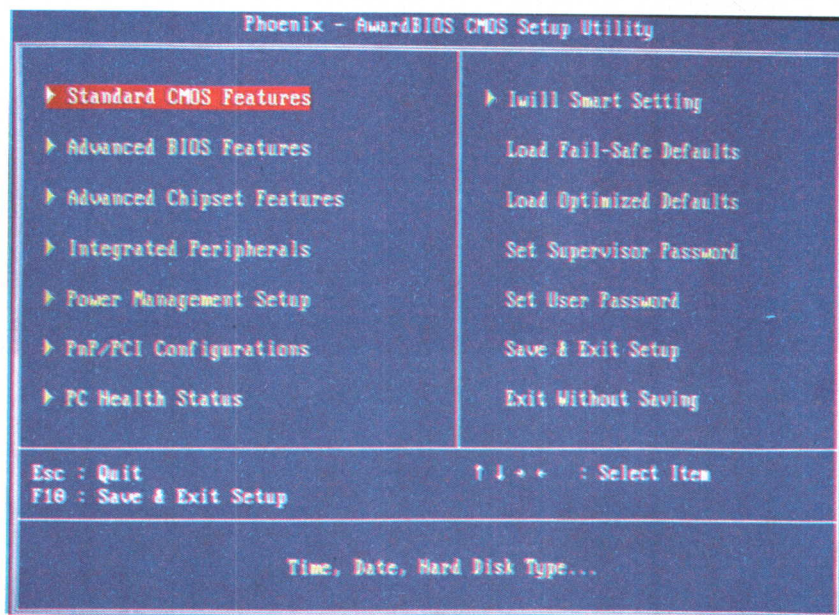 Phoenix - AwardBIOS CMOS Setup Utility
Standard CMOS Features
Advanced BIOS Features
Advanced Chipset Features
Integrated Peripherals
Power Management Setup
PnP/PCI Configurations
PC Health Status
Iwill Smart Setting
Load Fail-Safe Defaults
Load Optimized Defaults
Set Supervisor Password
Set User Password
Save & Exit Setup
Exit Without Saving
Esc : Quit
F10 : Save & Exit Setup
↑ ↓ → ← : Select Item
Time, Date, Hard Disk Type...